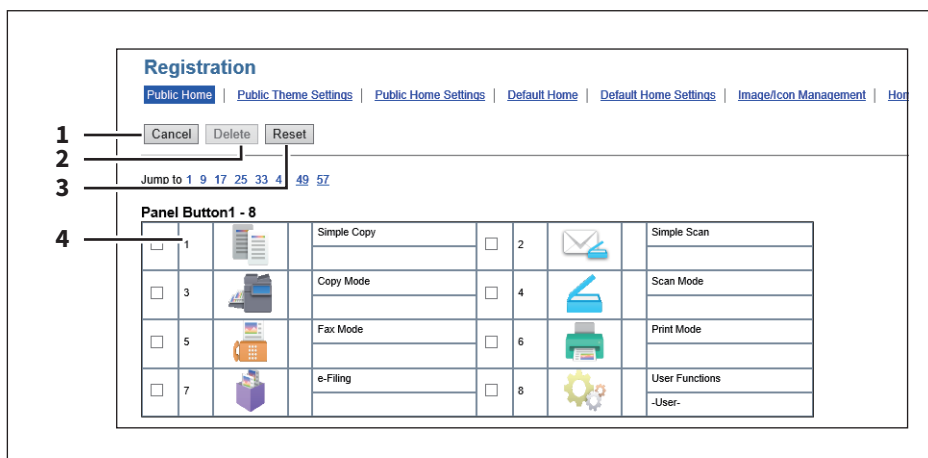 Registration
Public Home | Public Theme Settings | Public Home Settings | Default Home | Default Home Settings | Image/Icon Management | Hon
1 Cancel Delete Reset
2
3 Jump to 1 9 17 25 33 4 49 57
Panel Button1 - 8
4 1 Simple Copy 2 Simple Scan
3 Copy Mode 4 Scan Mode
5 Fax Mode 6 Print Mode
7 e-Filing 8 User Functions
-User-